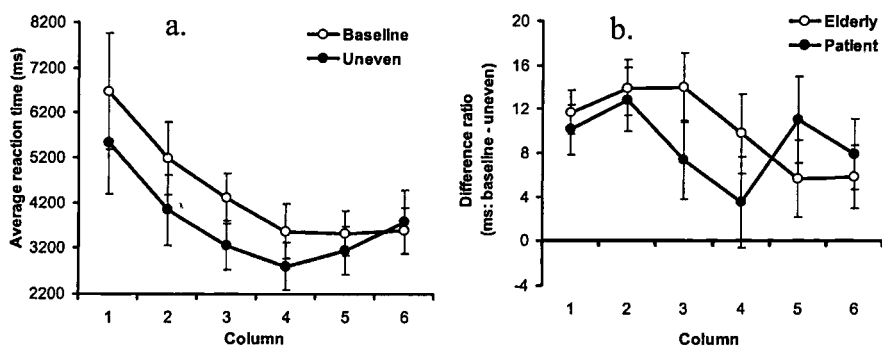 a.
Baseline
Uneven
Average reaction time (ms)
8200
7200
6200
5200
4200
3200
2200
1 2 3 4 5 6
Column
b.
Elderly
Patient
Difference ratio
(ms: baseline - uneven)
20
16
12
8
4
0
-4
1 2 3 4 5 6
Column